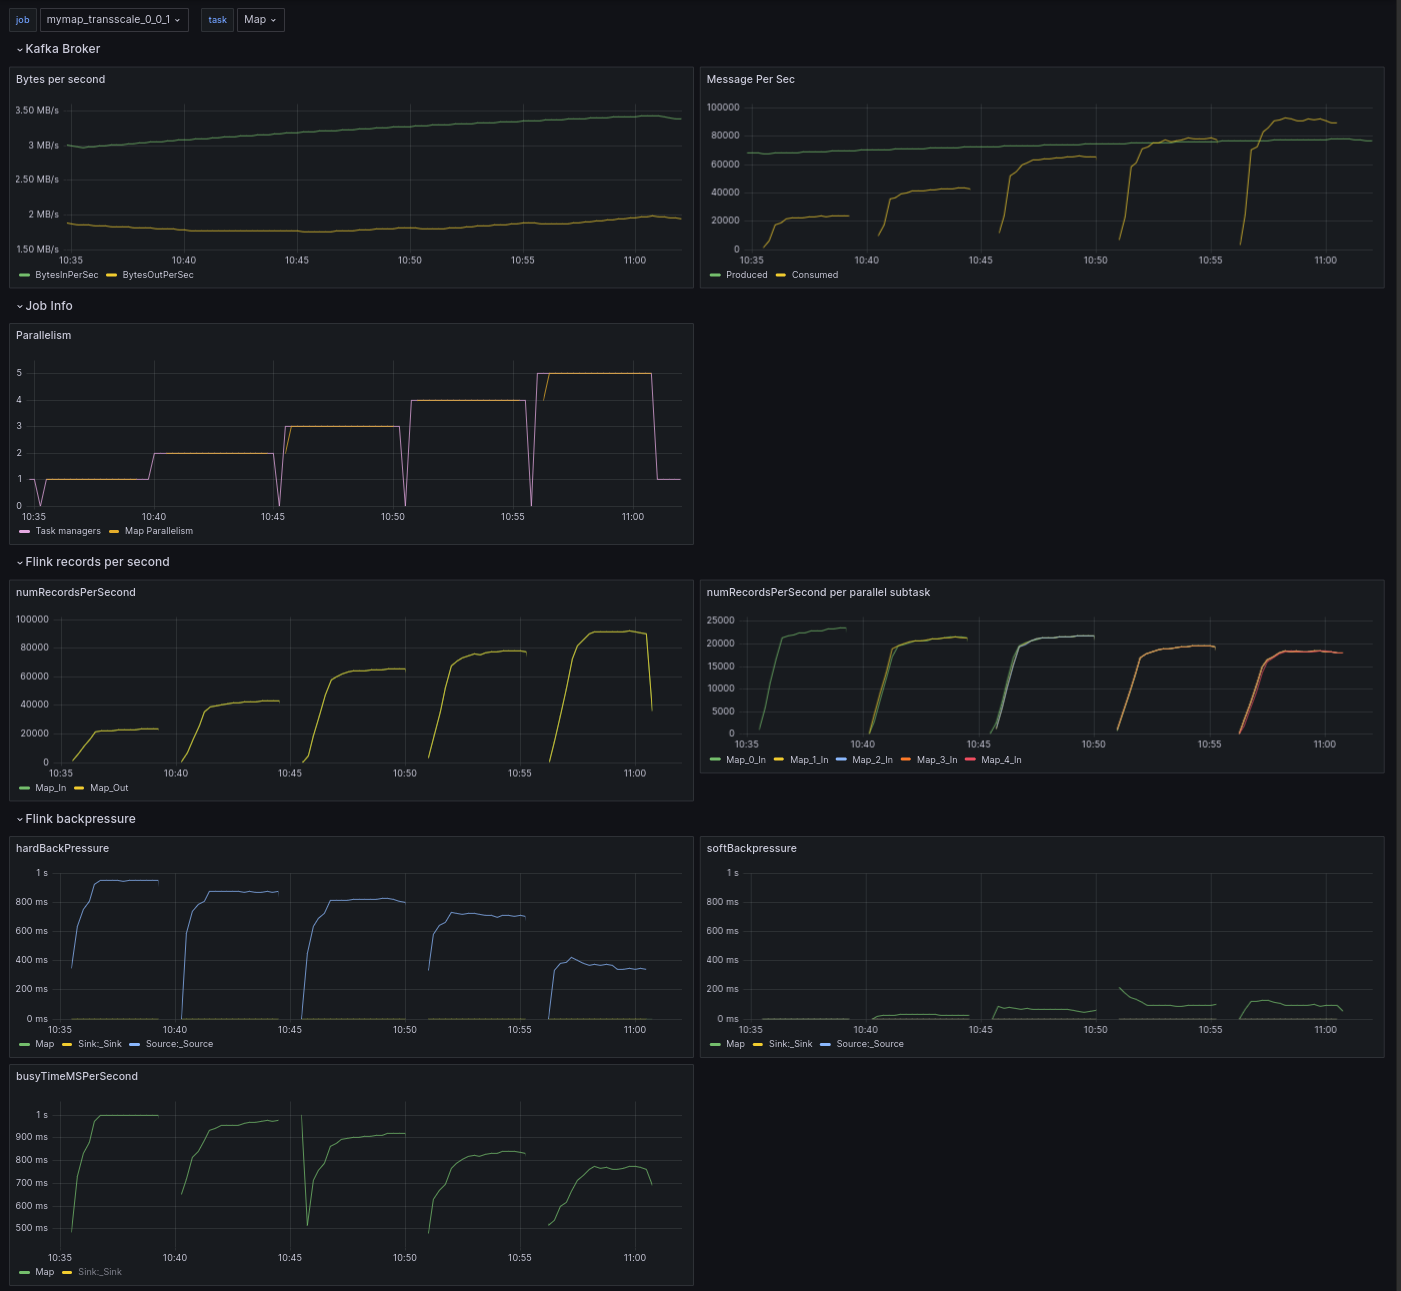 job mymap_transscale_0_0_1 task Map
Kafka Broker
Bytes per second
3.50 MB/s
3 MB/s
2.50 MB/s
2 MB/s
1.50 MB/s
10:35 10:40 10:45 10:50 10:55 11:00
BytesInPerSec BytesOutPerSec
Message Per Sec
100000
80000
60000
40000
20000
0
10:35 10:40 10:45 10:50 10:55 11:00
Produced Consumed
Job Info
Parallelism
5
4
3
2
1
0
10:35 10:40 10:45 10:50 10:55 11:00
Task managers Map Parallelism
Flink records per second
numRecordsPerSecond
100000
80000
60000
40000
20000
0
10:35 10:40 10:45 10:50 10:55 11:00
Map_In Map_Out
numRecordsPerSecond per parallel subtask
25000
20000
15000
10000
5000
0
10:35 10:40 10:45 10:50 10:55 11:00
Map_0_In Map_1_In Map_2_In Map_3_In Map_4_In
Flink backpressure
hardBackPressure
1 s
800 ms
600 ms
400 ms
200 ms
0 ms
10:35 10:40 10:45 10:50 10:55 11:00
Map Sink:_Sink Source:_Source
softBackpressure
1 s
800 ms
600 ms
400 ms
200 ms
0 ms
10:35 10:40 10:45 10:50 10:55 11:00
Map Sink:_Sink Source:_Source
busyTimeMSPerSecond
1 s
900 ms
800 ms
700 ms
600 ms
500 ms
10:35 10:40 10:45 10:50 10:55 11:00
Map Sink:_Sink